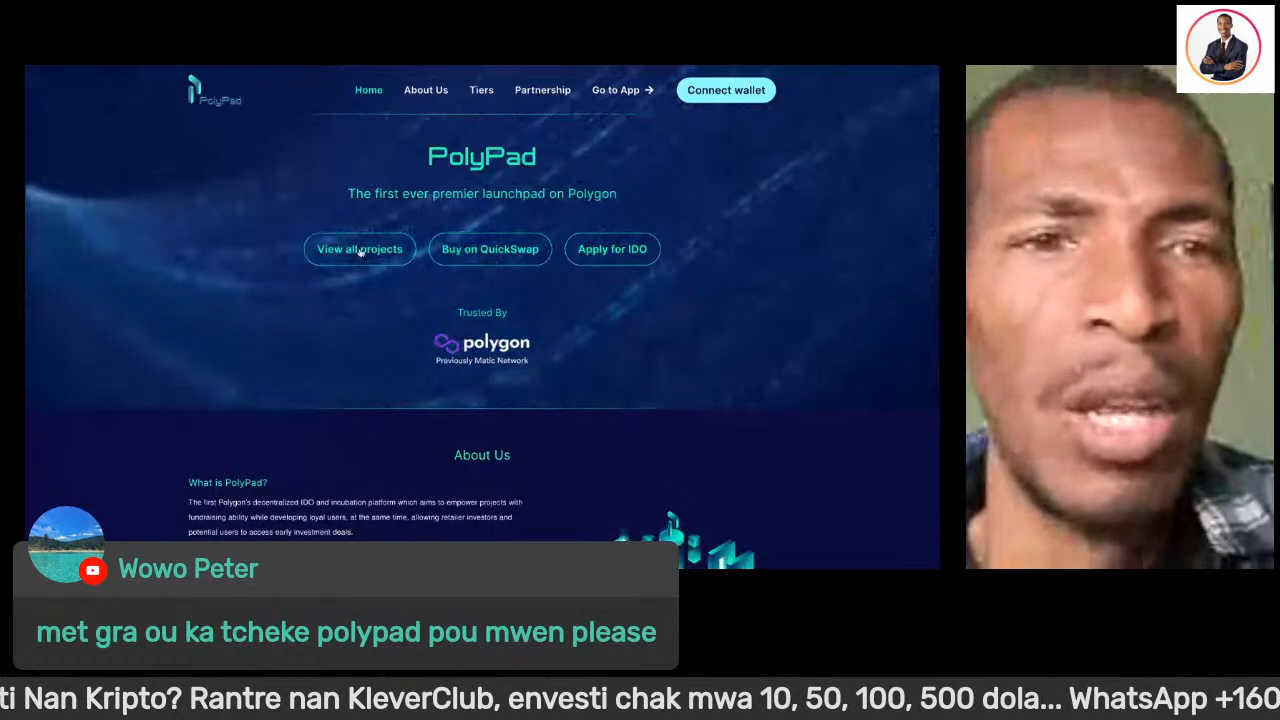 PolyPad
Home About Us Tiers Partnership Go to App → Connect wallet
PolyPad
The first ever premier launchpad on Polygon
View all projects Buy on QuickSwap Apply for IDO
Trusted By
polygon
Previously Matic Network
About Us
What is PolyPad?
The first Polygon's decentralized IDO and incubation platform which aims to empower projects with
fundraising ability while developing loyal users, at the same time, allowing retailer investors and
potential users to access early investment deals.
Wowo Peter
met gra ou ka tcheke polypad pou mwen please
ti Nan Kripto? Rantre nan KleverClub, envesti chak mwa 10, 50, 100, 500 dola... WhatsApp +160